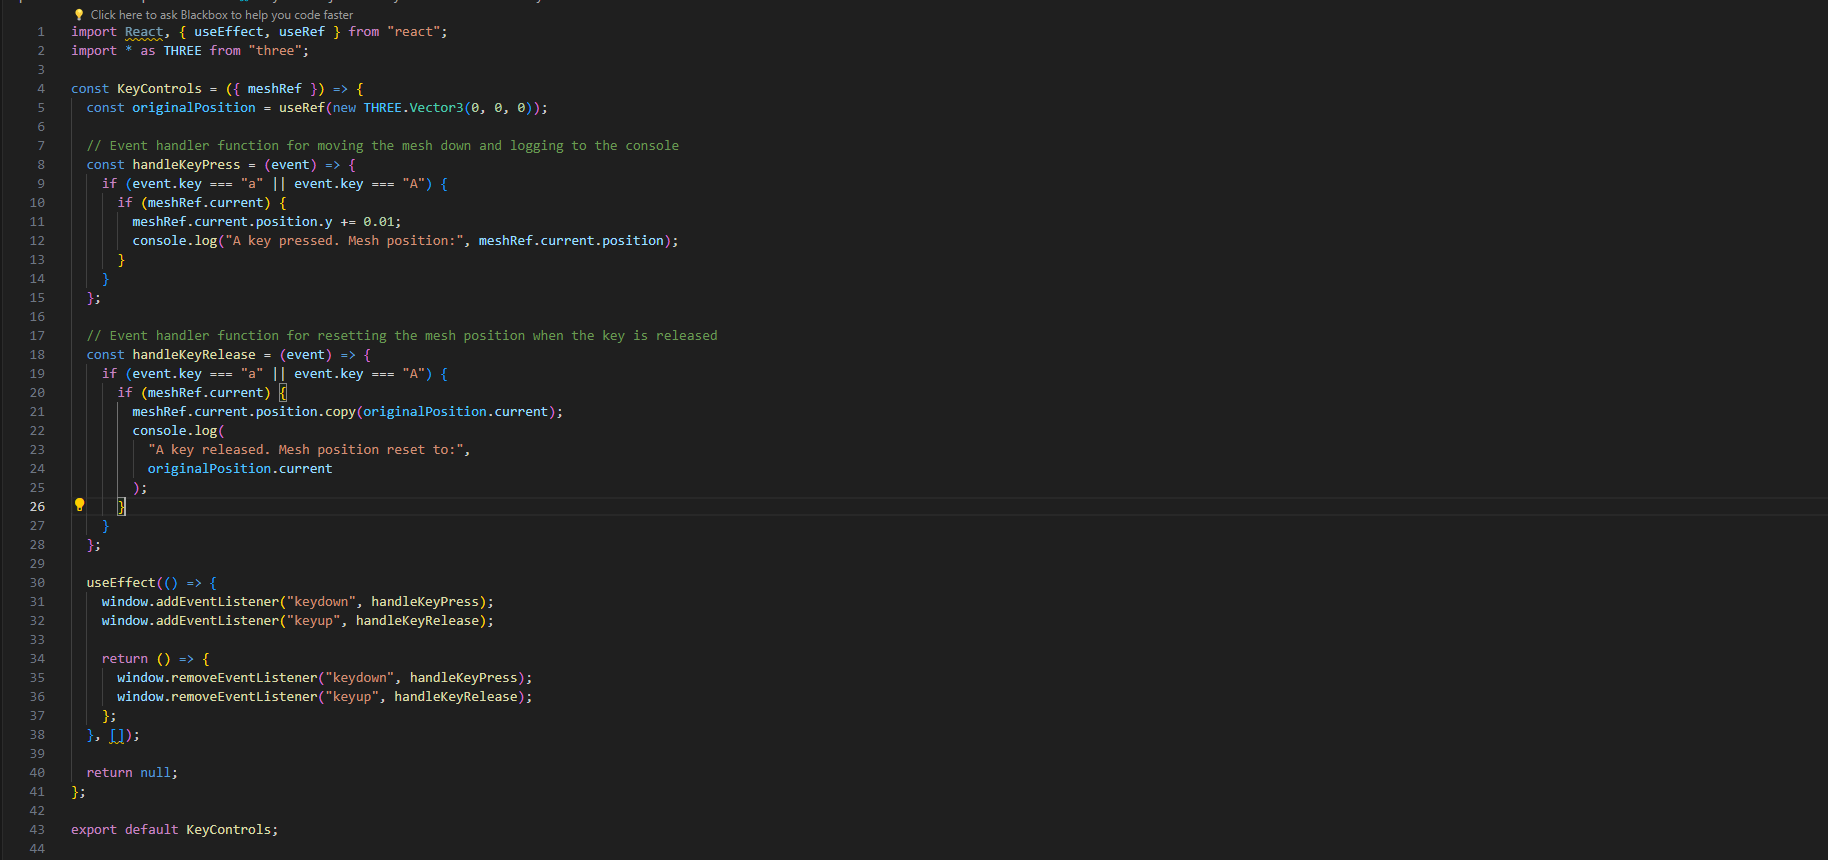 Click here to ask Blackbox to help you code faster
1 import React, { useEffect, useRef } from "react";
2 import * as THREE from "three";
3
4 const KeyControls = ({ meshRef }) => {
5   const originalPosition = useRef(new THREE.Vector3(0, 0, 0));
6
7   // Event handler function for moving the mesh down and logging to the console
8   const handleKeyPress = (event) => {
9     if (event.key === "a" || event.key === "A") {
10       if (meshRef.current) {
11         meshRef.current.position.y += 0.01;
12         console.log("A key pressed. Mesh position:", meshRef.current.position);
13       }
14     }
15   };
16
17   // Event handler function for resetting the mesh position when the key is released
18   const handleKeyRelease = (event) => {
19     if (event.key === "a" || event.key === "A") {
20       if (meshRef.current) {
21         meshRef.current.position.copy(originalPosition.current);
22         console.log(
23           "A key released. Mesh position reset to:",
24           originalPosition.current
25         );
26       }
27     }
28   };
29
30   useEffect(() => {
31     window.addEventListener("keydown", handleKeyPress);
32     window.addEventListener("keyup", handleKeyRelease);
33
34     return () => {
35       window.removeEventListener("keydown", handleKeyPress);
36       window.removeEventListener("keyup", handleKeyRelease);
37     };
38   }, []);
39
40   return null;
41 };
42
43 export default KeyControls;
44